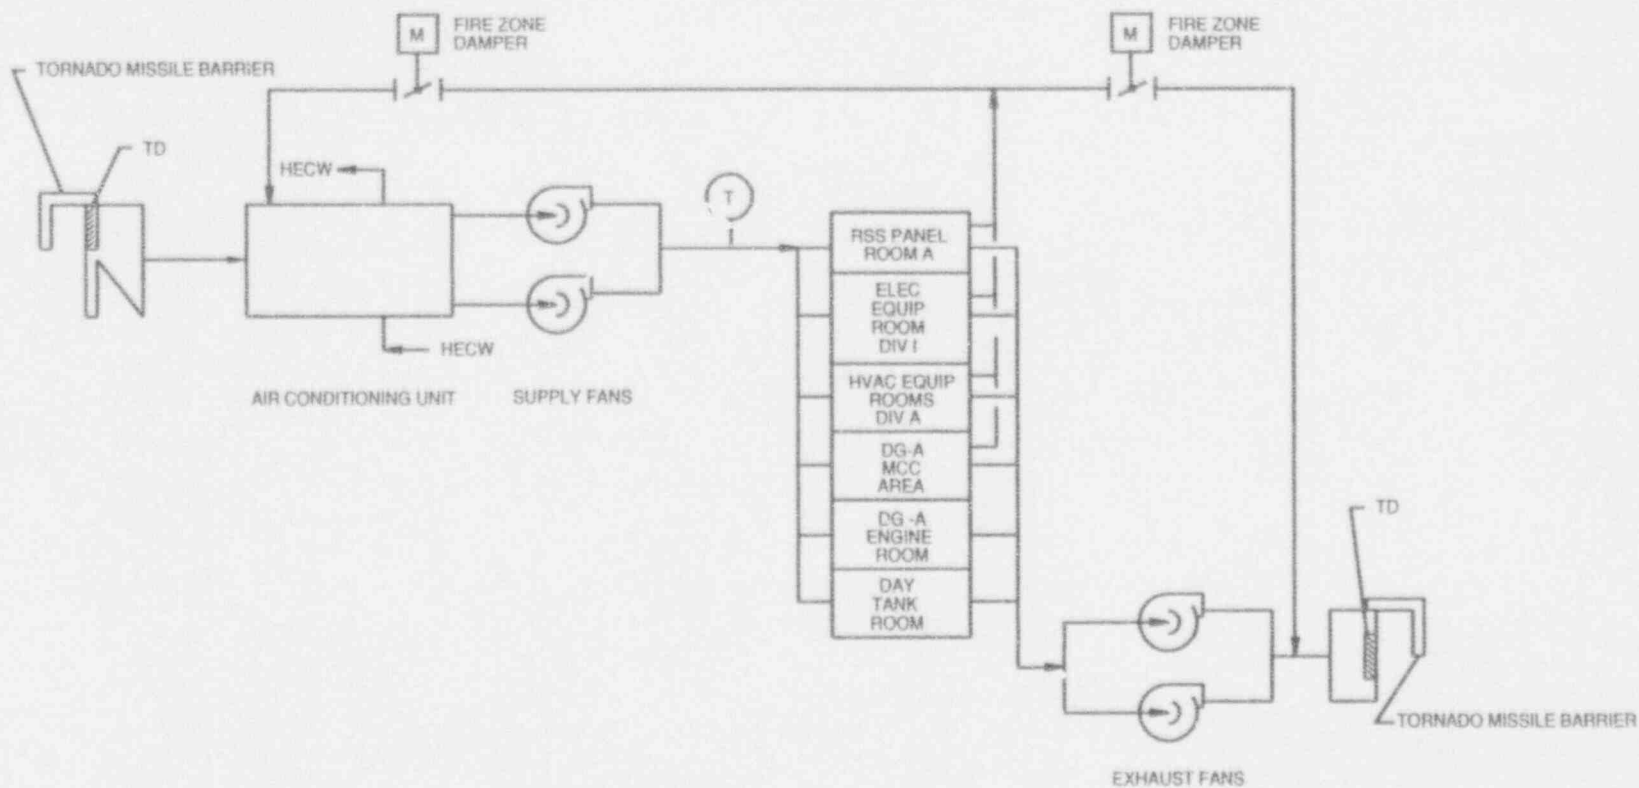 M
FIRE ZONE
DAMPER
M
FIRE ZONE
DAMPER
TORNADO MISSILE BARRIER
TD
HECW
T
RSS PANEL
ROOM A
ELEC
EQUIP
ROOM
DIV I
HECW
HVAC EQUIP
ROOMS
DIV A
AIR CONDITIONING UNIT
SUPPLY FANS
DG-A
MCC
AREA
DG -A
ENGINE
ROOM
DAY
TANK
ROOM
TD
TORNADO MISSILE BARRIER
EXHAUST FANS